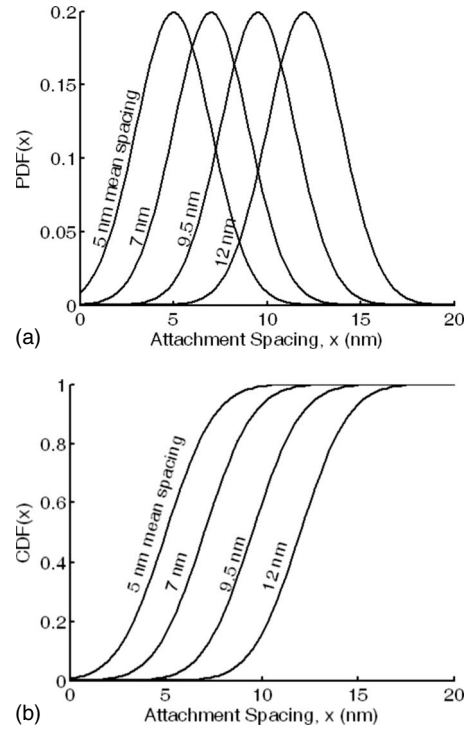 0.2
0.15
0.1
0.05
0
PDF(x)
5 nm mean spacing
7 nm
9.5 nm
12 nm
0
5
10
15
20
(a)
Attachment Spacing, x (nm)
1
0.8
0.6
0.4
0.2
0
CDF(x)
5 nm mean spacing
7 nm
9.5 nm
12 nm
0
5
10
15
20
(b)
Attachment Spacing, x (nm)